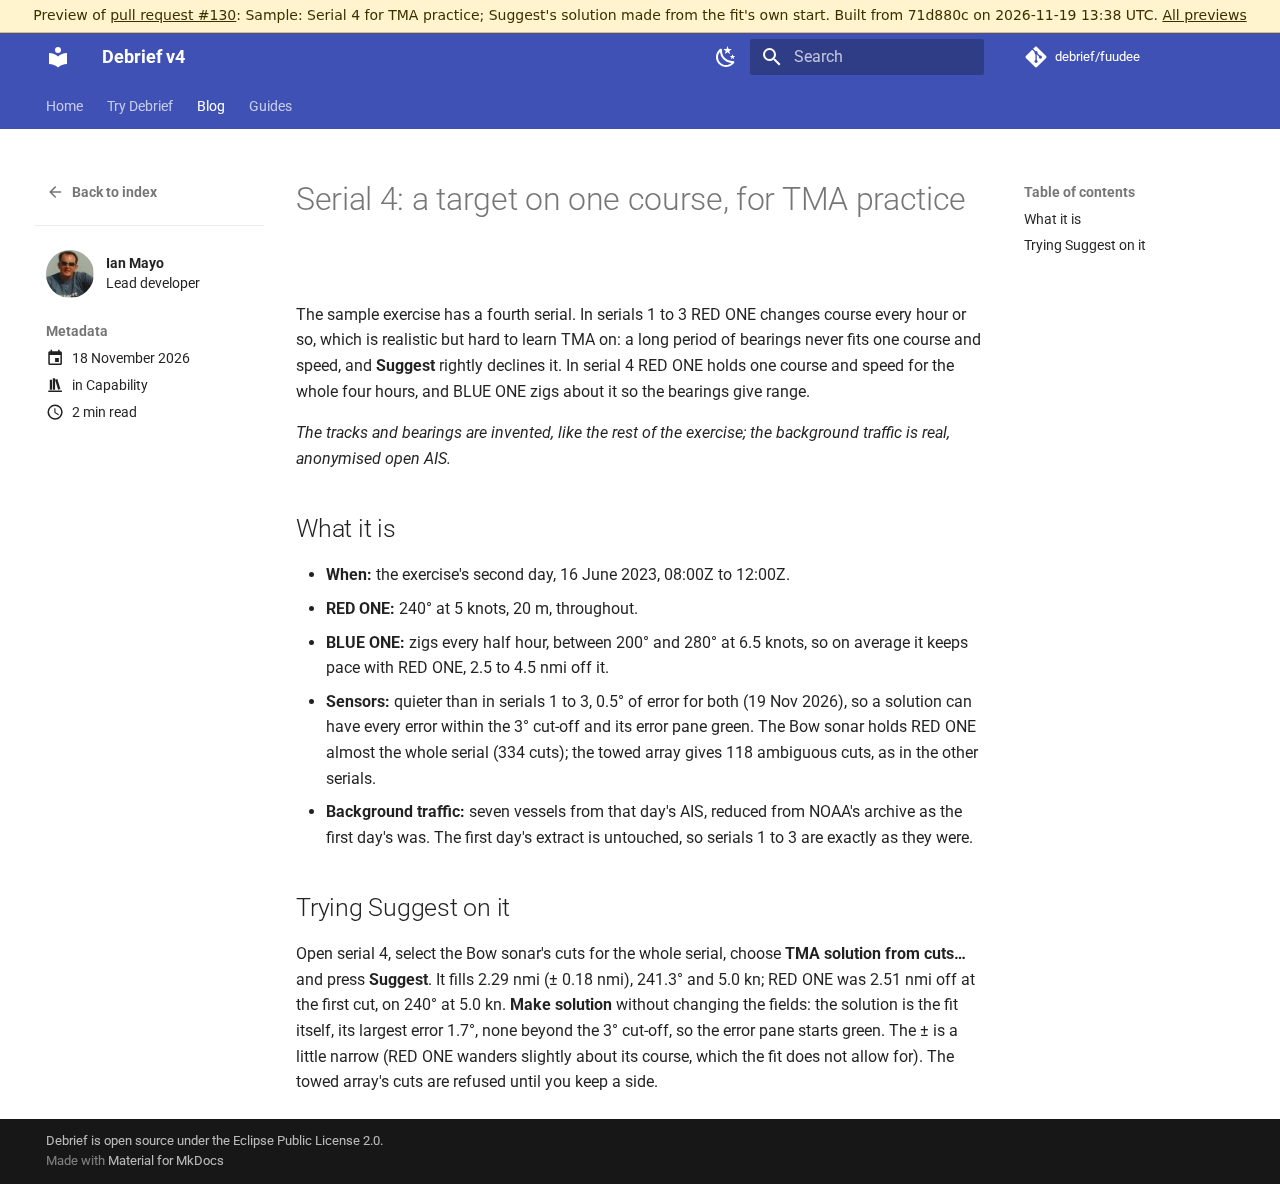 Preview of pull request #130: Sample: Serial 4 for TMA practice; Suggest's solution made from the fit's own start. Built from 71d880c on 2026-11-19 13:38 UTC. All previews
Debrief v4
Search
debrief/fuudee
Home
Try Debrief
Blog
Guides
Back to index
Ian Mayo
Lead developer
Metadata
18 November 2026
in Capability
2 min read
Serial 4: a target on one course, for TMA practice
The sample exercise has a fourth serial. In serials 1 to 3 RED ONE changes course every hour or
so, which is realistic but hard to learn TMA on: a long period of bearings never fits one course and
speed, and Suggest rightly declines it. In serial 4 RED ONE holds one course and speed for the
whole four hours, and BLUE ONE zigs about it so the bearings give range.
The tracks and bearings are invented, like the rest of the exercise; the background traffic is real,
anonymised open AIS.
What it is
• When: the exercise's second day, 16 June 2023, 08:00Z to 12:00Z.
• RED ONE: 240° at 5 knots, 20 m, throughout.
• BLUE ONE: zigs every half hour, between 200° and 280° at 6.5 knots, so on average it keeps
pace with RED ONE, 2.5 to 4.5 nmi off it.
• Sensors: quieter than in serials 1 to 3, 0.5° of error for both (19 Nov 2026), so a solution can
have every error within the 3° cut-off and its error pane green. The Bow sonar holds RED ONE
almost the whole serial (334 cuts); the towed array gives 118 ambiguous cuts, as in the other
serials.
• Background traffic: seven vessels from that day's AIS, reduced from NOAA's archive as the
first day's was. The first day's extract is untouched, so serials 1 to 3 are exactly as they were.
Trying Suggest on it
Open serial 4, select the Bow sonar's cuts for the whole serial, choose TMA solution from cuts…
and press Suggest. It fills 2.29 nmi (± 0.18 nmi), 241.3° and 5.0 kn; RED ONE was 2.51 nmi off at
the first cut, on 240° at 5.0 kn. Make solution without changing the fields: the solution is the fit
itself, its largest error 1.7°, none beyond the 3° cut-off, so the error pane starts green. The ± is a
little narrow (RED ONE wanders slightly about its course, which the fit does not allow for). The
towed array's cuts are refused until you keep a side.
Table of contents
What it is
Trying Suggest on it
Debrief is open source under the Eclipse Public License 2.0.
Made with Material for MkDocs